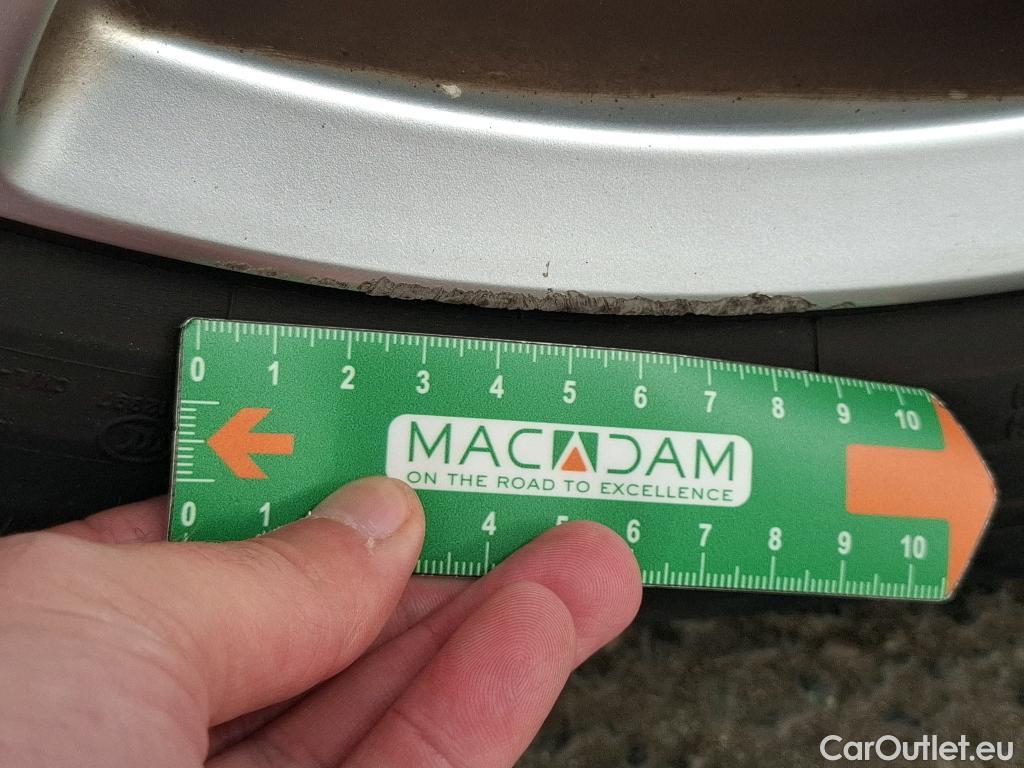 0 1 2 3 4 5 6 7 8 9 10
MACADAM
ON THE ROAD TO EXCELLENCE
0 1 4 5 6 7 8 9 10
CarOutlet.eu